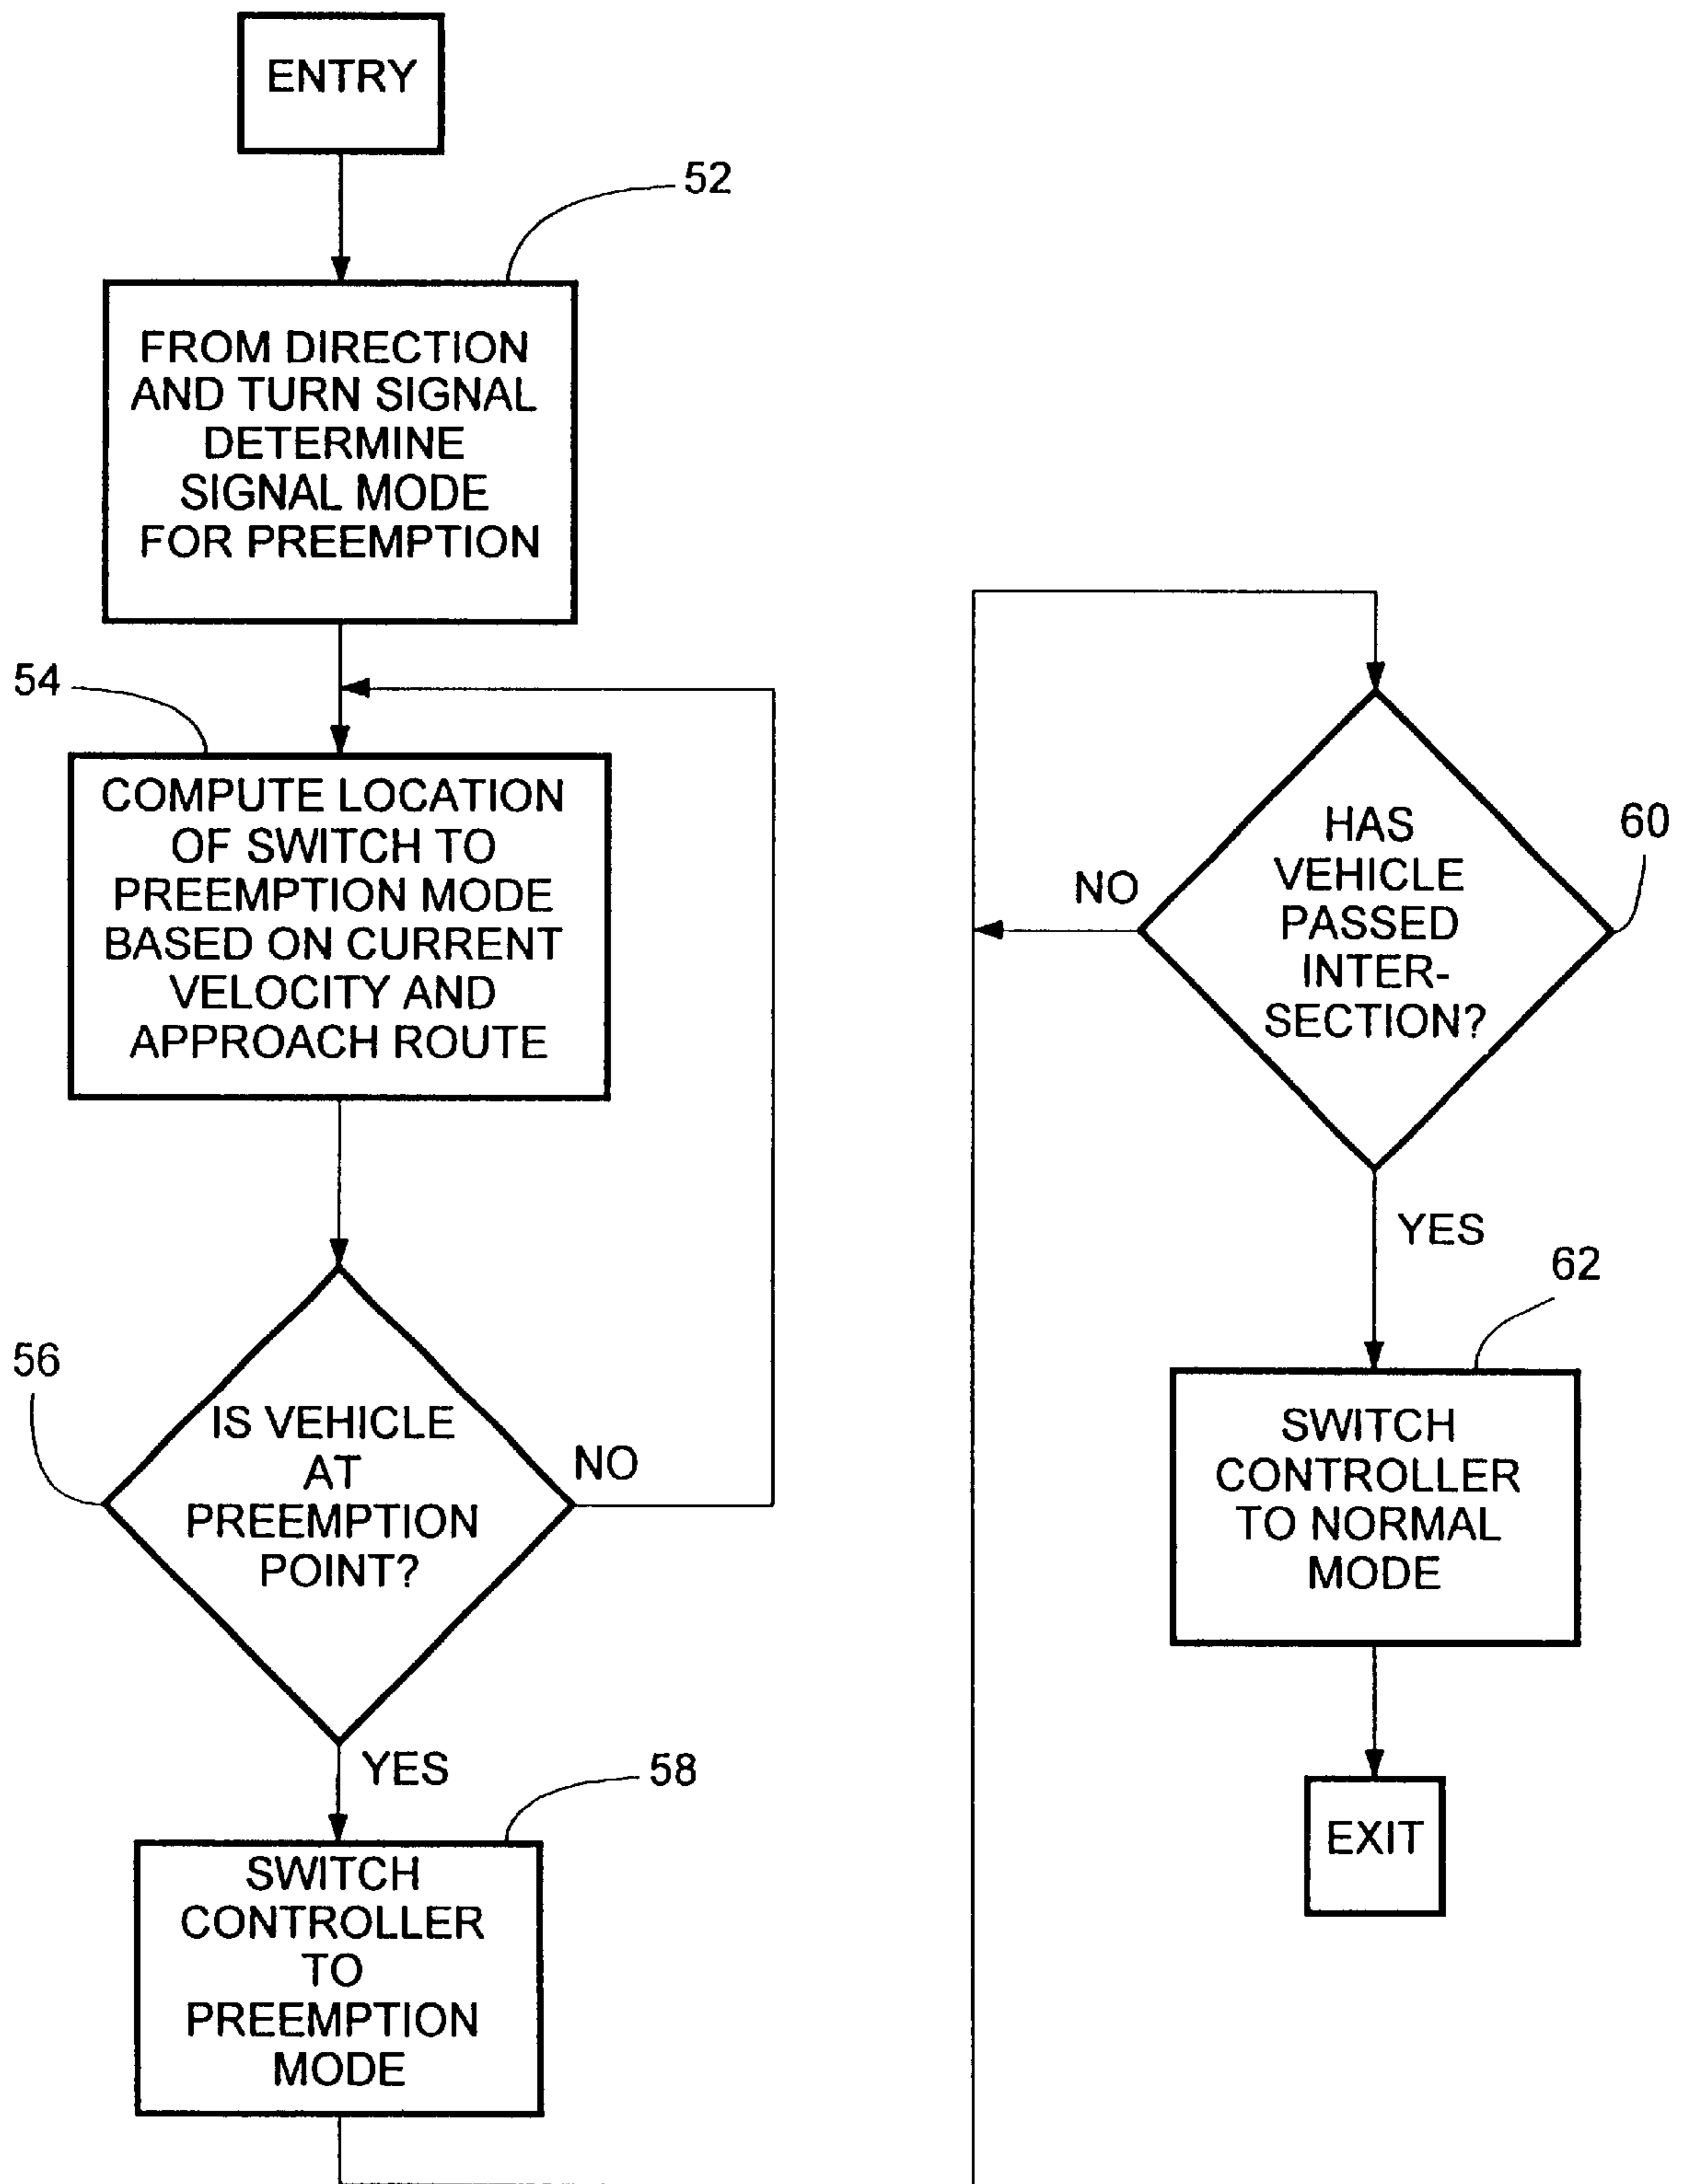 ENTRY
52
FROM DIRECTION
AND TURN SIGNAL
DETERMINE
SIGNAL MODE
FOR PREEMPTION
54
COMPUTE LOCATION
OF SWITCH TO
PREEMPTION MODE
BASED ON CURRENT
VELOCITY AND
APPROACH ROUTE
56
IS VEHICLE
AT
PREEMPTION
POINT?
NO
YES
58
SWITCH
CONTROLLER
TO
PREEMPTION
MODE
60
HAS
VEHICLE
PASSED
INTER-
SECTION?
NO
YES
62
SWITCH
CONTROLLER
TO NORMAL
MODE
EXIT